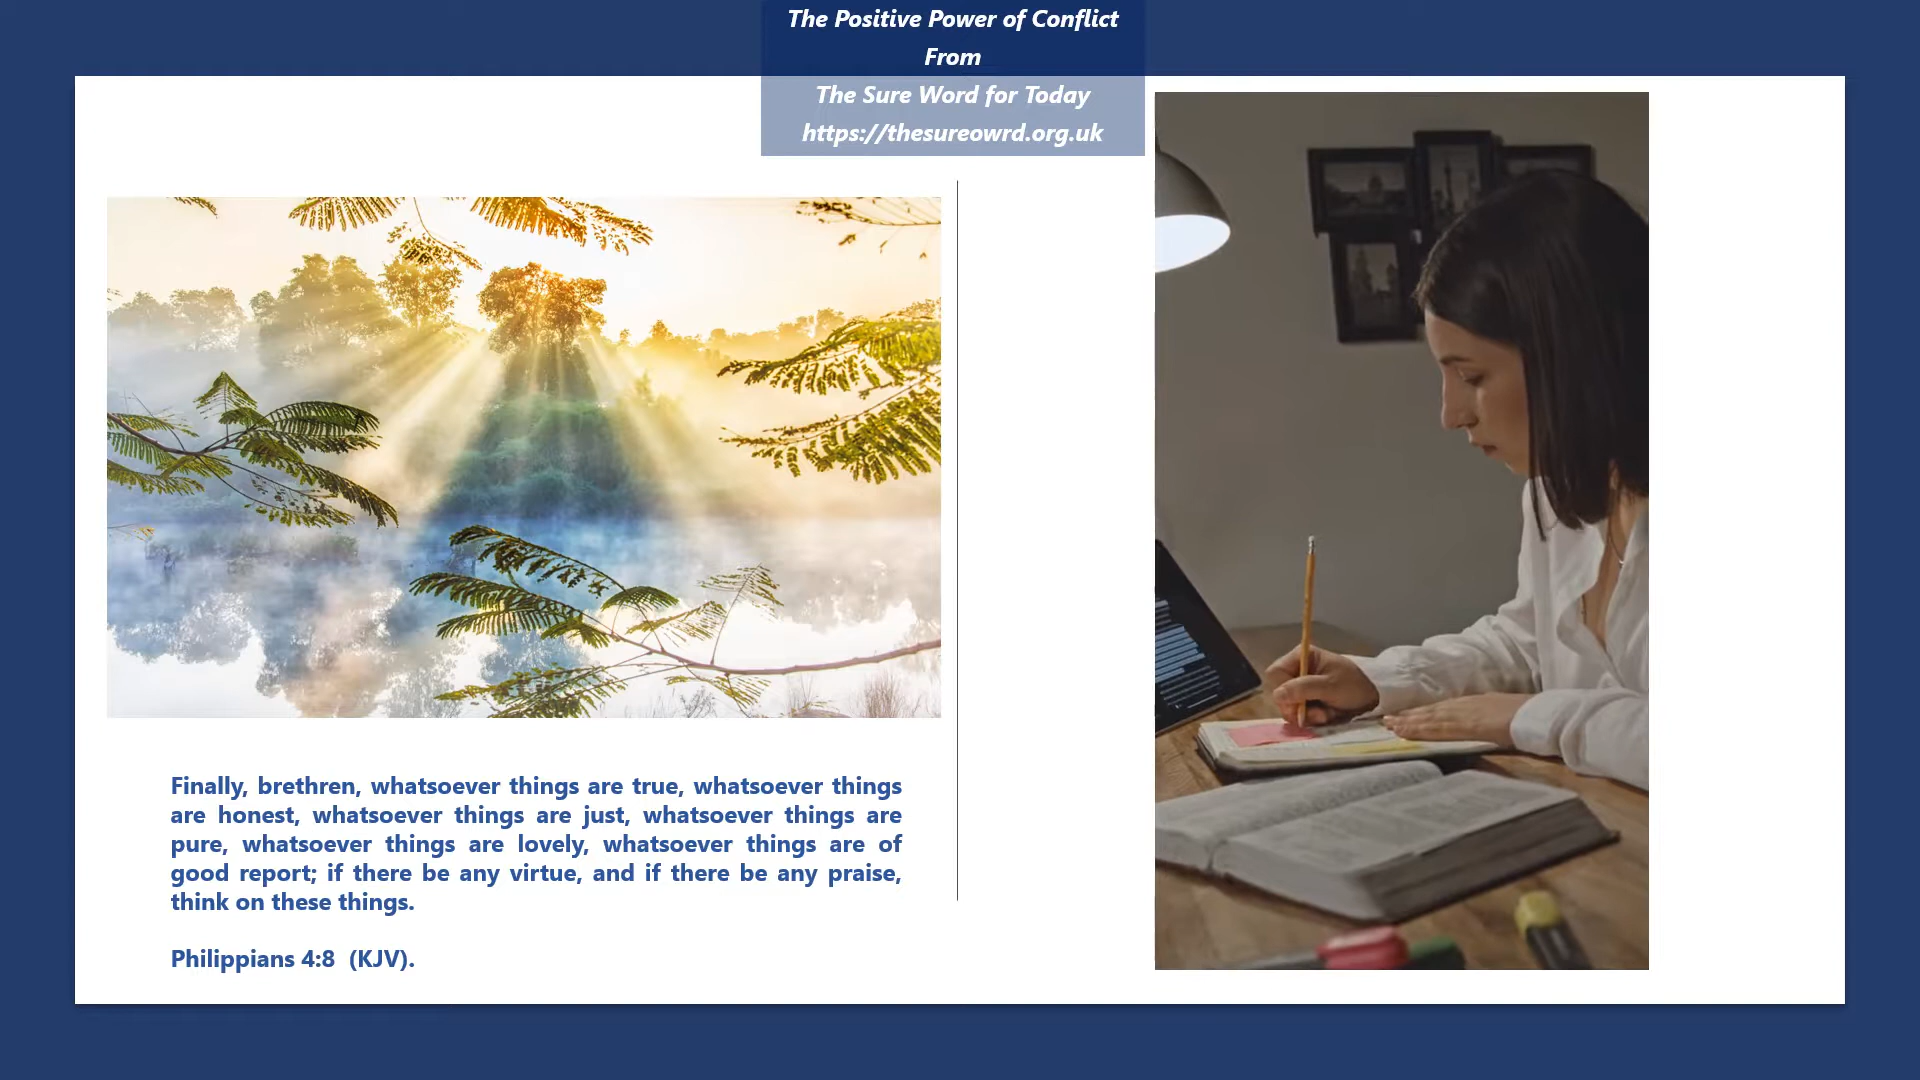 The Positive Power of Conflict
From
The Sure Word for Today
https://thesureowrd.org.uk
Finally, brethren, whatsoever things are true, whatsoever things
are honest, whatsoever things are just, whatsoever things are
pure, whatsoever things are lovely, whatsoever things are of
good report; if there be any virtue, and if there be any praise,
think on these things.
Philippians 4:8 (KJV).